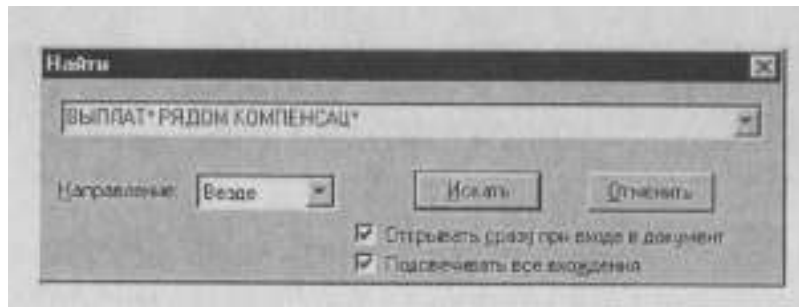 Найти
ВЫПЛАТ* РЯДОМ КОМПЕНСАЦ*
Направление: Везде Искать Отменить
Открывать сразу при входе в документ
Подсвечивать все вхождения